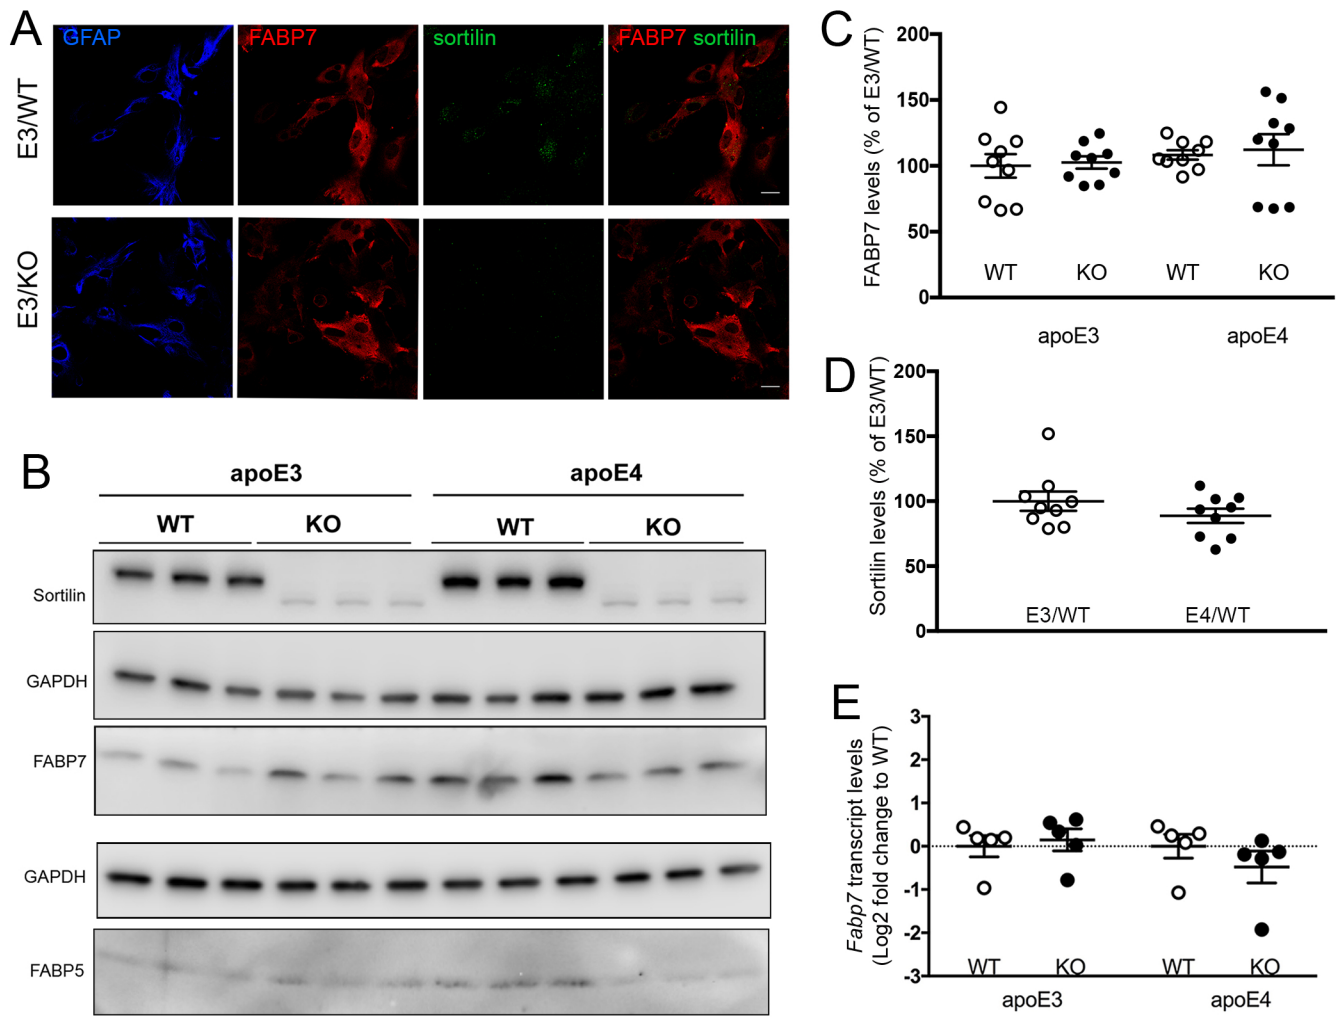 A
GFAP
FABP7
sortilin
FABP7 sortilin
E3/WT
E3/KO
B
apoE3
apoE4
WT
KO
WT
KO
Sortilin
GAPDH
FABP7
GAPDH
FABP5
C
FABP7 levels (% of E3/WT)
200
150
100
50
0
WT
KO
WT
KO
apoE3
apoE4
D
Sortilin levels (% of E3/WT)
200
150
100
50
0
E3/WT
E4/WT
E
Fabp7 transcript levels
(Log2 fold change to WT)
3
2
1
0
-1
-2
-3
WT
KO
WT
KO
apoE3
apoE4